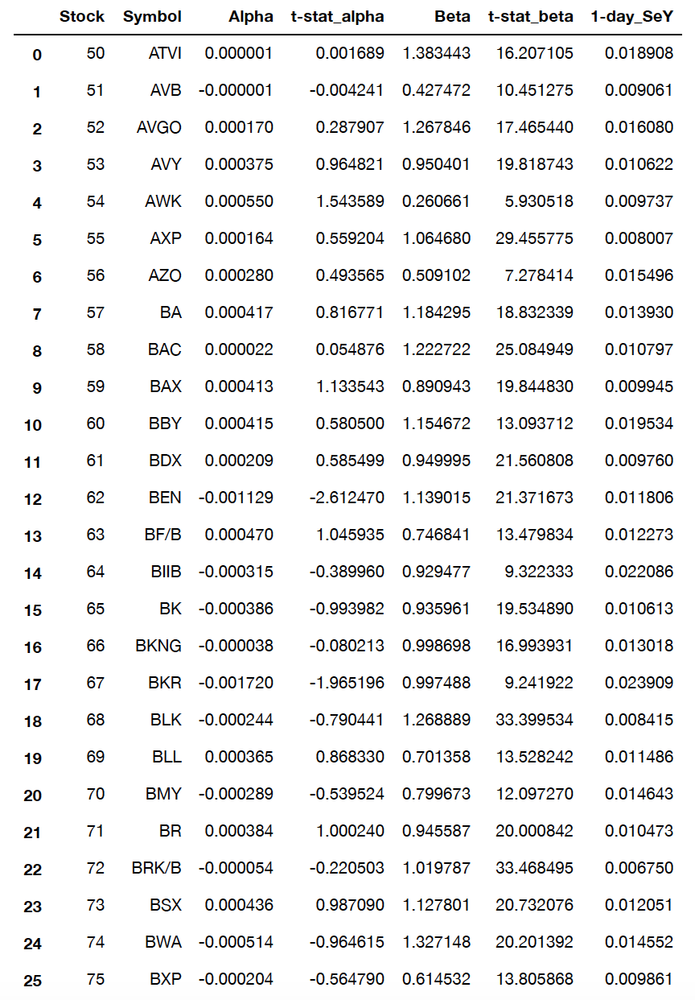 Stock Symbol Alpha t-stat_alpha Beta t-stat_beta 1-day_SeY
0 50 ATVI 0.000001 0.001689 1.383443 16.207105 0.018908
1 51 AVB -0.000001 -0.004241 0.427472 10.451275 0.009061
2 52 AVGO 0.000170 0.287907 1.267846 17.465440 0.016080
3 53 AVY 0.000375 0.964821 0.950401 19.818743 0.010622
4 54 AWK 0.000550 1.543589 0.260661 5.930518 0.009737
5 55 AXP 0.000164 0.559204 1.064680 29.455775 0.008007
6 56 AZO 0.000280 0.493565 0.509102 7.278414 0.015496
7 57 BA 0.000417 0.816771 1.184295 18.832339 0.013930
8 58 BAC 0.000022 0.054876 1.222722 25.084949 0.010797
9 59 BAX 0.000413 1.133543 0.890943 19.844830 0.009945
10 60 BBY 0.000415 0.580500 1.154672 13.093712 0.019534
11 61 BDX 0.000209 0.585499 0.949995 21.560808 0.009760
12 62 BEN -0.001129 -2.612470 1.139015 21.371673 0.011806
13 63 BF/B 0.000470 1.045935 0.746841 13.479834 0.012273
14 64 BIIB -0.000315 -0.389960 0.929477 9.322333 0.022086
15 65 BK -0.000386 -0.993982 0.935961 19.534890 0.010613
16 66 BKNG -0.000038 -0.080213 0.998698 16.993931 0.013018
17 67 BKR -0.001720 -1.965196 0.997488 9.241922 0.023909
18 68 BLK -0.000244 -0.790441 1.268889 33.399534 0.008415
19 69 BLL 0.000365 0.868330 0.701358 13.528242 0.011486
20 70 BMY -0.000289 -0.539524 0.799673 12.097270 0.014643
21 71 BR 0.000384 1.000240 0.945587 20.000842 0.010473
22 72 BRK/B -0.000054 -0.220503 1.019787 33.468495 0.006750
23 73 BSX 0.000436 0.987090 1.127801 20.732076 0.012051
24 74 BWA -0.000514 -0.964615 1.327148 20.201392 0.014552
25 75 BXP -0.000204 -0.564790 0.614532 13.805868 0.009861